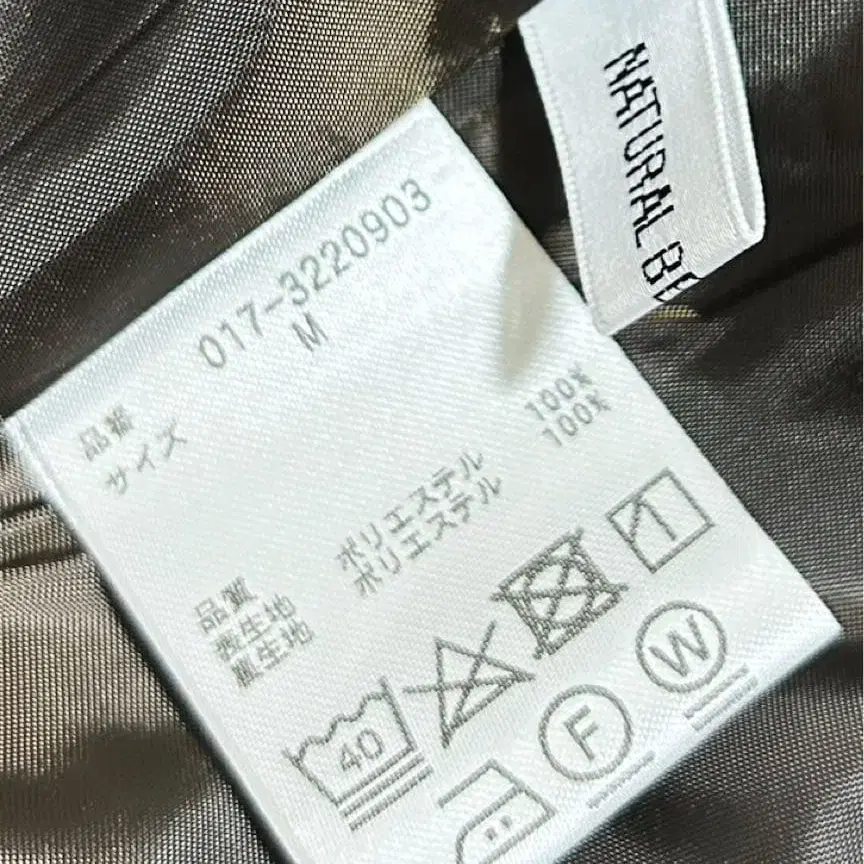 NATURAL BE
品番 017-3220903
サイズ M
品質
表生地 ポリエステル 100%
裏生地 ポリエステル 100%
40
F
W